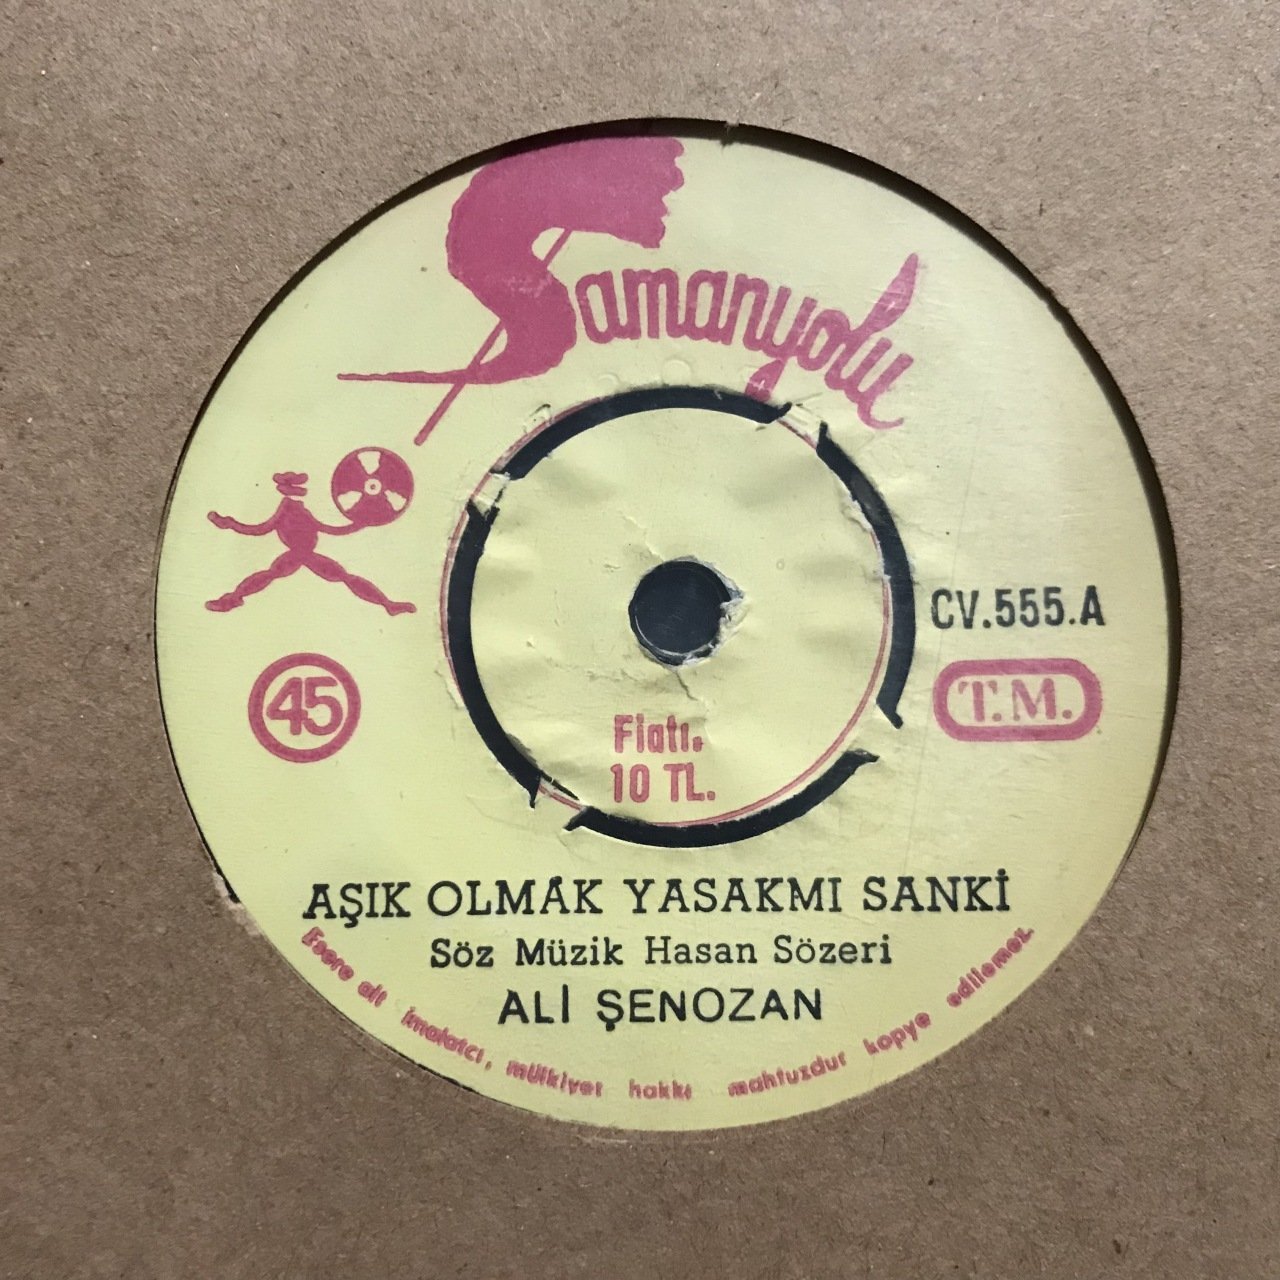 Samanyolu
CV.555.A
45
T.M.
Fiatı.
10 TL.
AŞIK OLMAK YASAKMI SANKİ
Söz Müzik Hasan Sözeri
ALİ ŞENOZAN
Esere ait imalatcı, mülkiyet hakkı mahfuzdur kopye edilemez.